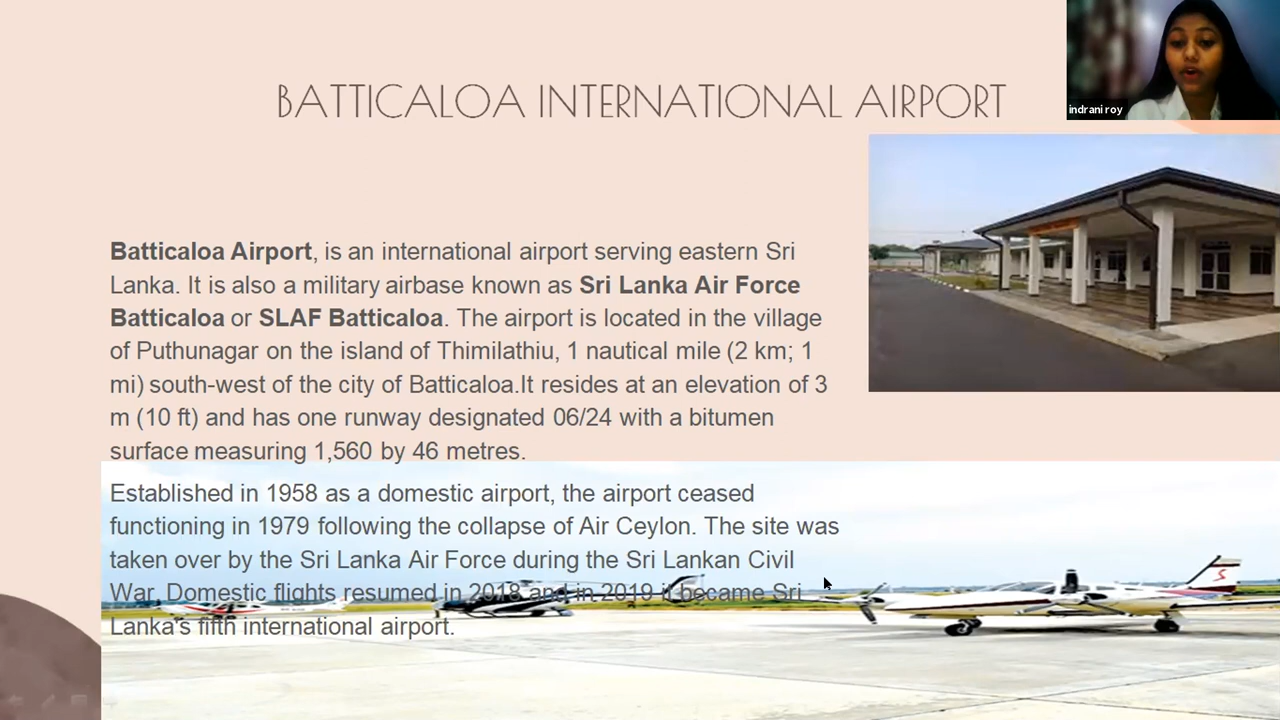 BATTICALOA INTERNATIONAL AIRPORT
indrani roy
Batticaloa Airport, is an international airport serving eastern Sri
Lanka. It is also a military airbase known as Sri Lanka Air Force
Batticaloa or SLAF Batticaloa. The airport is located in the village
of Puthunagar on the island of Thimilathiu, 1 nautical mile (2 km; 1
mi) south-west of the city of Batticaloa.It resides at an elevation of 3
m (10 ft) and has one runway designated 06/24 with a bitumen
surface measuring 1,560 by 46 metres.
Established in 1958 as a domestic airport, the airport ceased
functioning in 1979 following the collapse of Air Ceylon. The site was
taken over by the Sri Lanka Air Force during the Sri Lankan Civil
War. Domestic flights resumed in 2018 and in 2019 it became Sri
Lanka's fifth international airport.